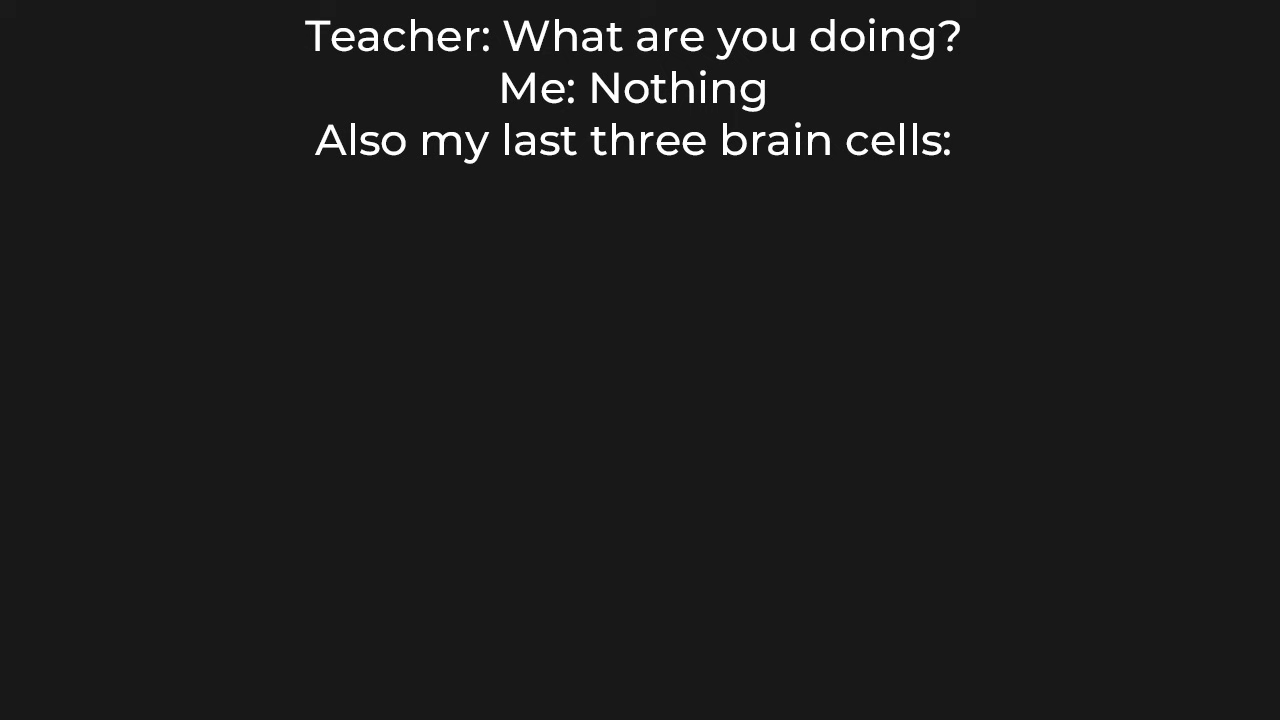 Teacher: What are you doing?
Me: Nothing
Also my last three brain cells: